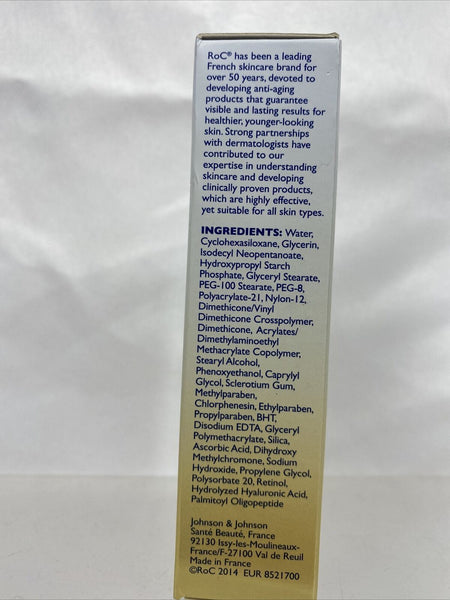 RoC® has been a leading
French skincare brand for
over 50 years, devoted to
developing anti-aging
products that guarantee
visible and lasting results for
healthier, younger-looking
skin. Strong partnerships
with dermatologists have
contributed to our
expertise in understanding
skincare and developing
clinically proven products,
which are highly effective,
yet suitable for all skin types.
INGREDIENTS: Water,
Cyclohexasiloxane, Glycerin,
Isodecyl Neopentanoate,
Hydroxypropyl Starch
Phosphate, Glyceryl Stearate,
PEG-100 Stearate, PEG-8,
Polyacrylate-21, Nylon-12,
Dimethicone/Vinyl
Dimethicone Crosspolymer,
Dimethicone, Acrylates/
Dimethylaminoethyl
Methacrylate Copolymer,
Stearyl Alcohol,
Phenoxyethanol, Caprylyl
Glycol, Sclerotium Gum,
Methylparaben,
Chlorphenesin, Ethylparaben,
Propylparaben, BHT,
Disodium EDTA, Glyceryl
Polymethacrylate, Silica,
Ascorbic Acid, Dihydroxy
Methylchromone, Sodium
Hydroxide, Propylene Glycol,
Polysorbate 20, Retinol,
Hydrolyzed Hyaluronic Acid,
Palmitoyl Oligopeptide
Johnson & Johnson
Santé Beauté, France
92130 Issy-les-Moulineaux-
France/F-27100 Val de Reuil
Made in France
©RoC 2014 EUR 8521700